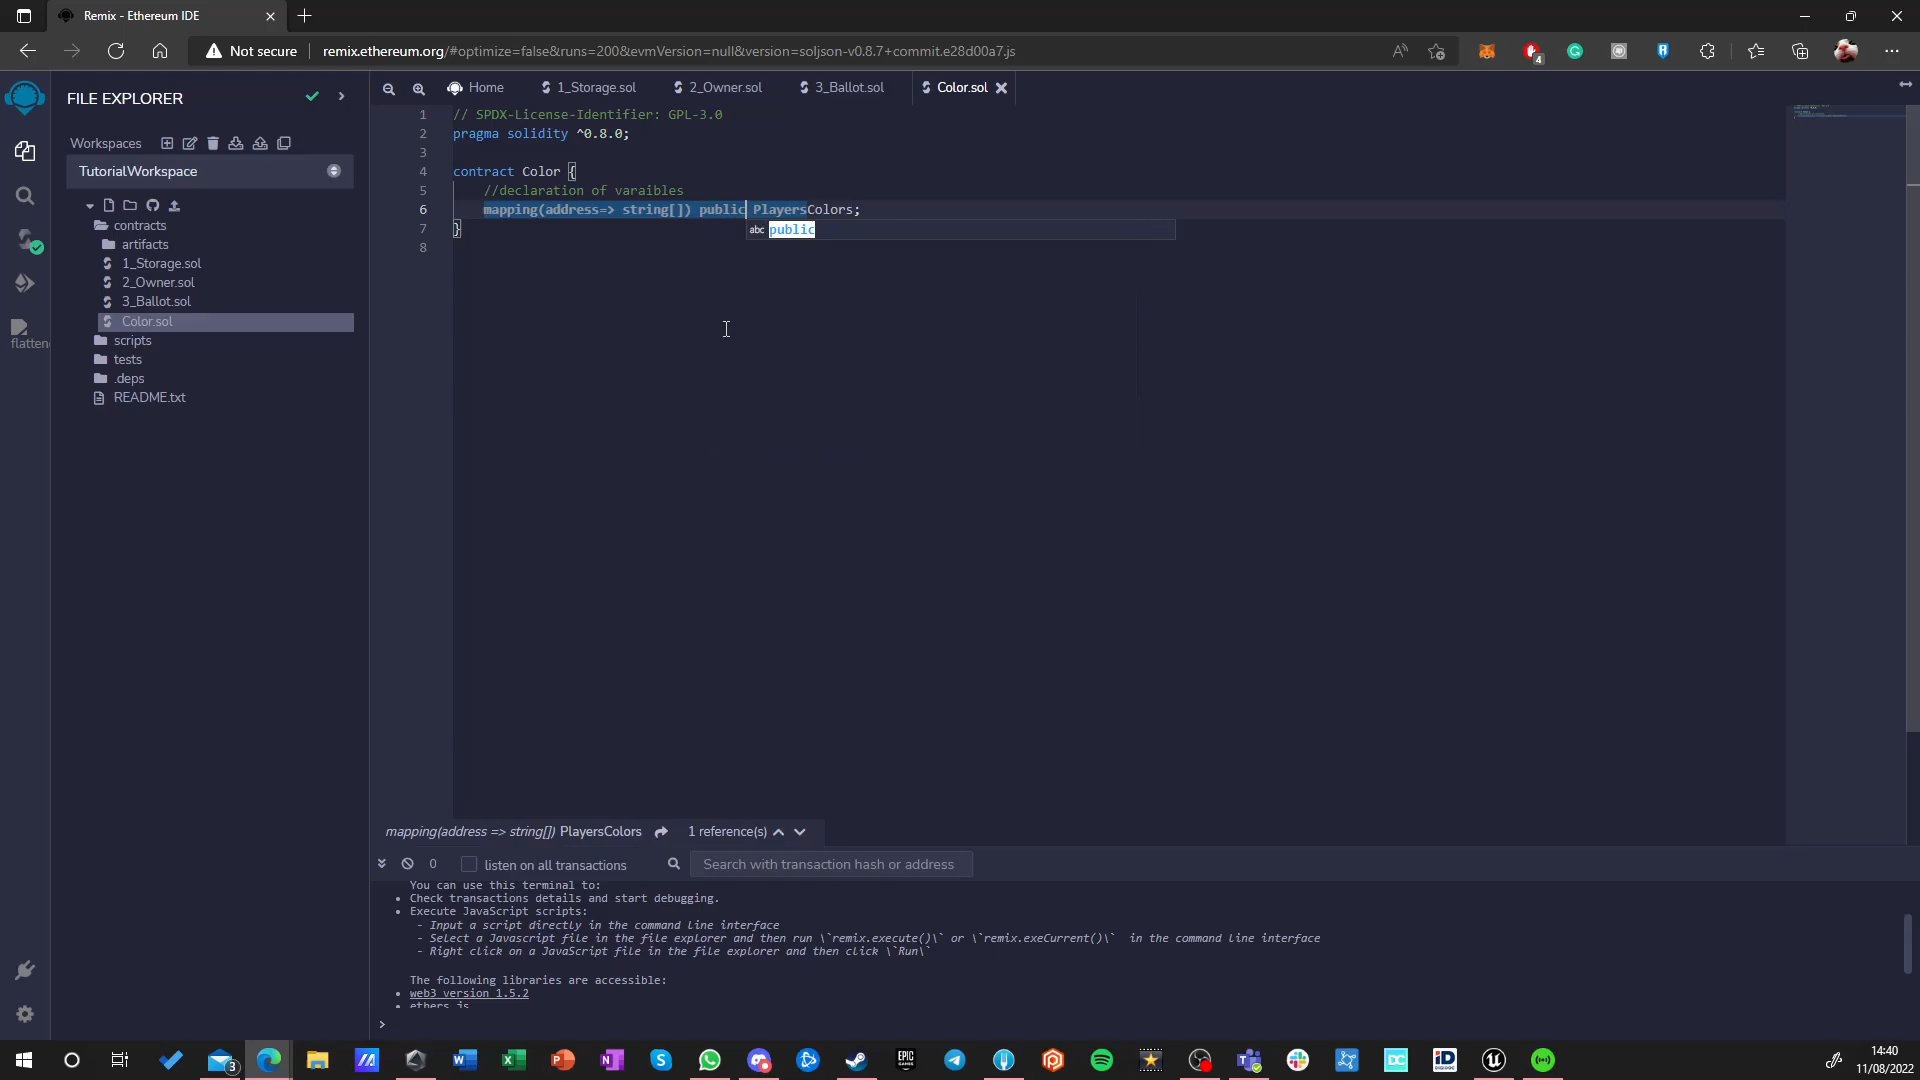 Remix - Ethereum IDE
Not secure
remix.ethereum.org/#optimize=false&runs=200&evmVersion=null&version=soljson-v0.8.7+commit.e28d00a7.js
4
FILE EXPLORER
Home
1_Storage.sol
2_Owner.sol
3_Ballot.sol
Color.sol
Workspaces
TutorialWorkspace
contracts
artifacts
1_Storage.sol
2_Owner.sol
3_Ballot.sol
Color.sol
scripts
tests
.deps
README.txt
flatten
1 // SPDX-License-Identifier: GPL-3.0
2 pragma solidity ^0.8.0;
3
4 contract Color {
5 //declaration of varaibles
6 mapping(address=> string[]) public PlayersColors;
abc public
7 }
8
mapping(address => string[]) PlayersColors 1 reference(s)
0 listen on all transactions Search with transaction hash or address
You can use this terminal to:
• Check transactions details and start debugging.
• Execute JavaScript scripts:
- Input a script directly in the command line interface
- Select a Javascript file in the file explorer and then run \`remix.execute()\` or \`remix.exeCurrent()\` in the command line interface
- Right click on a JavaScript file in the file explorer and then click \`Run\`
The following libraries are accessible:
• web3 version 1.5.2
• ethers.js
>
3
EPIC GAMES
DC
iD
14:40
11/08/2022